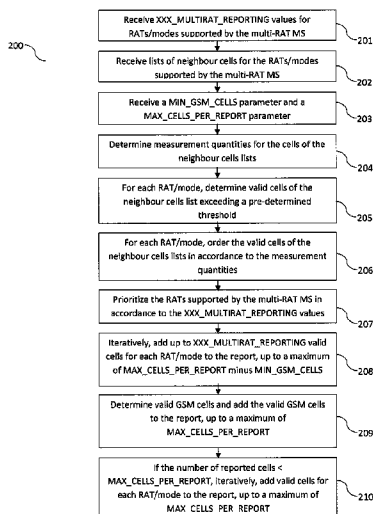 200
Receive XXX_MULTIRAT_REPORTING values for
RATs/modes supported by the multi-RAT MS
201
Receive lists of neighbour cells for the RATs/modes
supported by the multi-RAT MS
202
Receive a MIN_GSM_CELLS parameter and a
MAX_CELLS_PER_REPORT parameter
203
Determine measurement quantities for the cells of the
neighbour cells lists
204
For each RAT/mode, determine valid cells of the
neighbour cells list exceeding a pre-determined
threshold
205
For each RAT/mode, order the valid cells of the
neighbour cells lists in accordance to the measurement
quantities
206
Prioritize the RATs supported by the multi-RAT MS in
accordance to the XXX_MULTIRAT_REPORTING values
207
Iteratively, add up to XXX_MULTIRAT_REPORTING valid
cells for each RAT/mode to the report, up to a maximum
of MAX_CELLS_PER_REPORT minus MIN_GSM_CELLS
208
Determine valid GSM cells and add the valid GSM cells
to the report, up to a maximum of
MAX_CELLS_PER_REPORT
209
If the number of reported cells <
MAX_CELLS_PER_REPORT, iteratively, add valid cells for
each RAT/mode to the report, up to a maximum of
MAX_CELLS_PER_REPORT
210